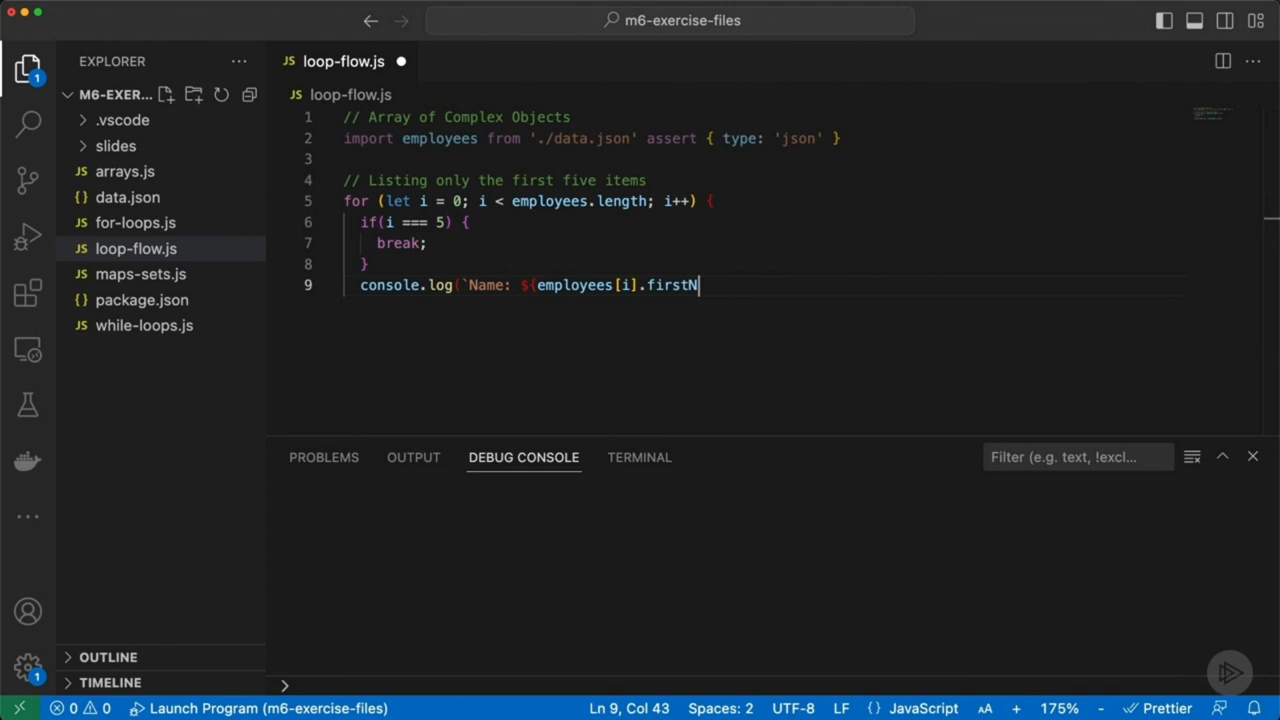 m6-exercise-files
EXPLORER
M6-EXER...
.vscode
slides
JS arrays.js
{} data.json
JS for-loops.js
JS loop-flow.js
JS maps-sets.js
{} package.json
JS while-loops.js
OUTLINE
TIMELINE
1
1
JS loop-flow.js
JS loop-flow.js
1 // Array of Complex Objects
2 import employees from './data.json' assert { type: 'json' }
3
4 // Listing only the first five items
5 for (let i = 0; i < employees.length; i++) {
6 if(i === 5) {
7 break;
8 }
9 console.log(`Name: ${employees[i].firstN
PROBLEMS OUTPUT DEBUG CONSOLE TERMINAL
Filter (e.g. text, !excl...
0 0 Launch Program (m6-exercise-files) Ln 9, Col 43 Spaces: 2 UTF-8 LF {} JavaScript AA + 175% - Prettier